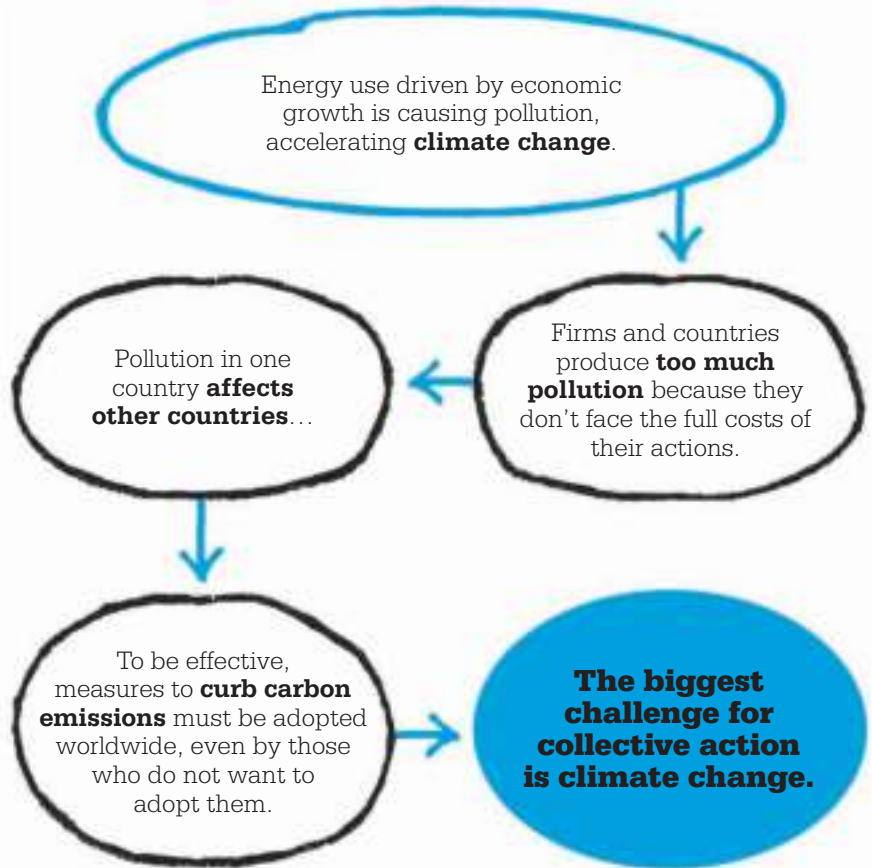 Energy use driven by economic
growth is causing pollution,
accelerating climate change.
Firms and countries
produce too much
pollution because they
don’t face the full costs of
their actions.
Pollution in one
country affects
other countries…
To be effective,
measures to curb carbon
emissions must be adopted
worldwide, even by those
who do not want to
adopt them.
The biggest
challenge for
collective action
is climate change.